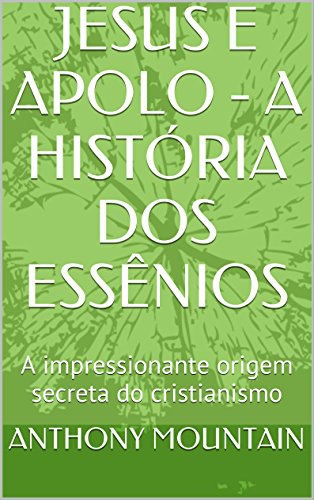 JESUS E
APOLO - A
HISTÓRIA
DOS
ESSÊNIOS
A impressionante origem
secreta do cristianismo
ANTHONY MOUNTAIN